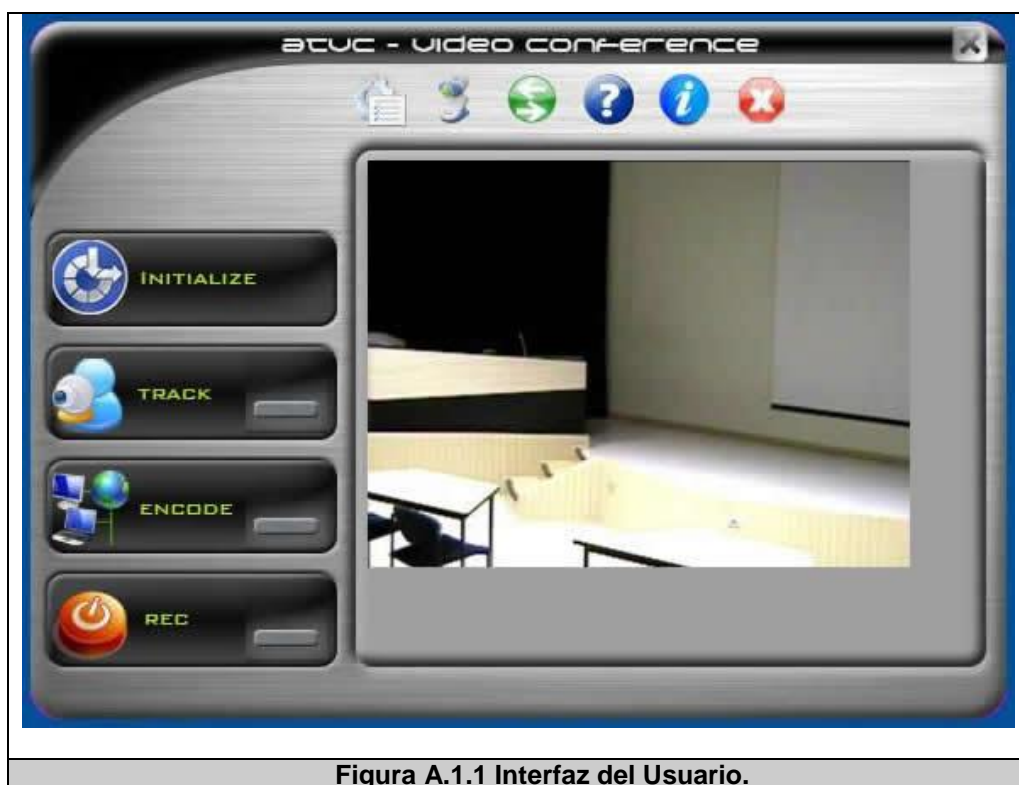 ATVC - VIDEO CONFERENCE
INITIALIZE
TRACK
ENCODE
REC
Figura A.1.1 Interfaz del Usuario.